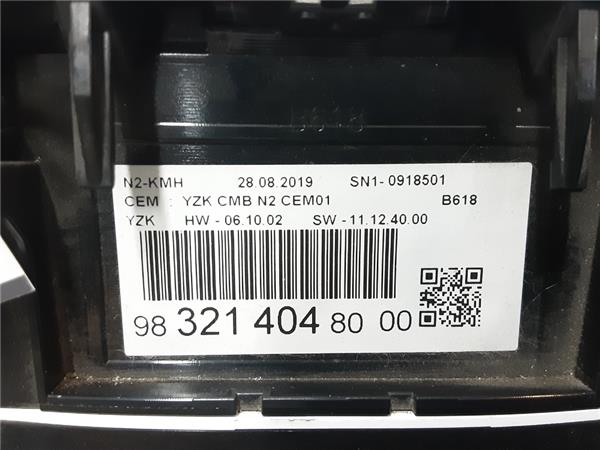 N2-KMH 28.08.2019 SN1- 0918501
CEM : YZK CMB N2 CEM01 B618
YZK HW - 06.10.02 SW - 11.12.40.00
98 321 404 80 00